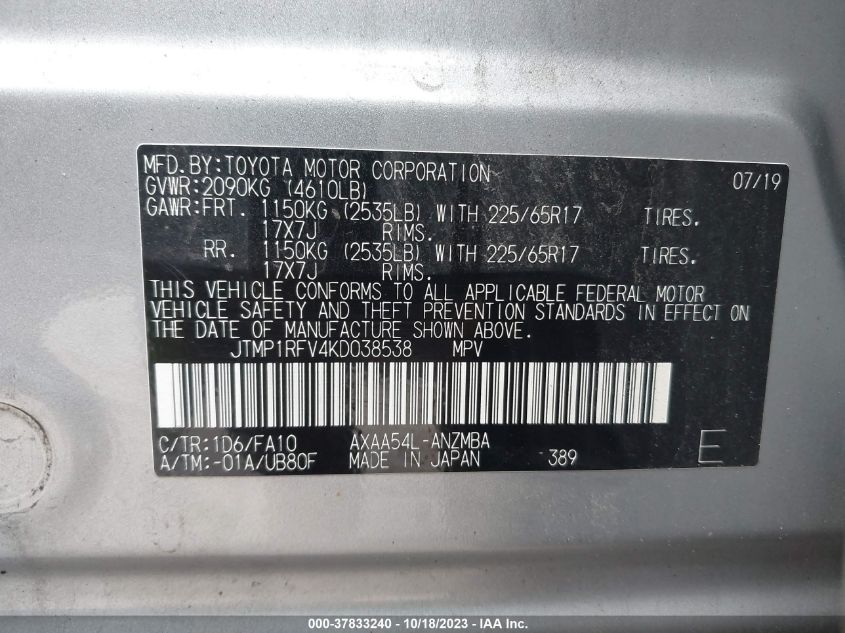 MFD.BY:TOYOTA MOTOR CORPORATION 07/19
GVWR:2090KG (4610LB)
GAWR:FRT. 1150KG (2535LB) WITH 225/65R17 TIRES.
17X7J RIMS.
RR. 1150KG (2535LB) WITH 225/65R17 TIRES.
17X7J RIMS.
THIS VEHICLE CONFORMS TO ALL APPLICABLE FEDERAL MOTOR
VEHICLE SAFETY AND THEFT PREVENTION STANDARDS IN EFFECT ON
THE DATE OF MANUFACTURE SHOWN ABOVE.
JTMP1RFV4KD038538 MPV
C/TR:1D6/FA10 AXAA54L-ANZMBA
A/TM:-01A/UB80F MADE IN JAPAN 389 E
000-37833240 - 10/18/2023 - IAA Inc.